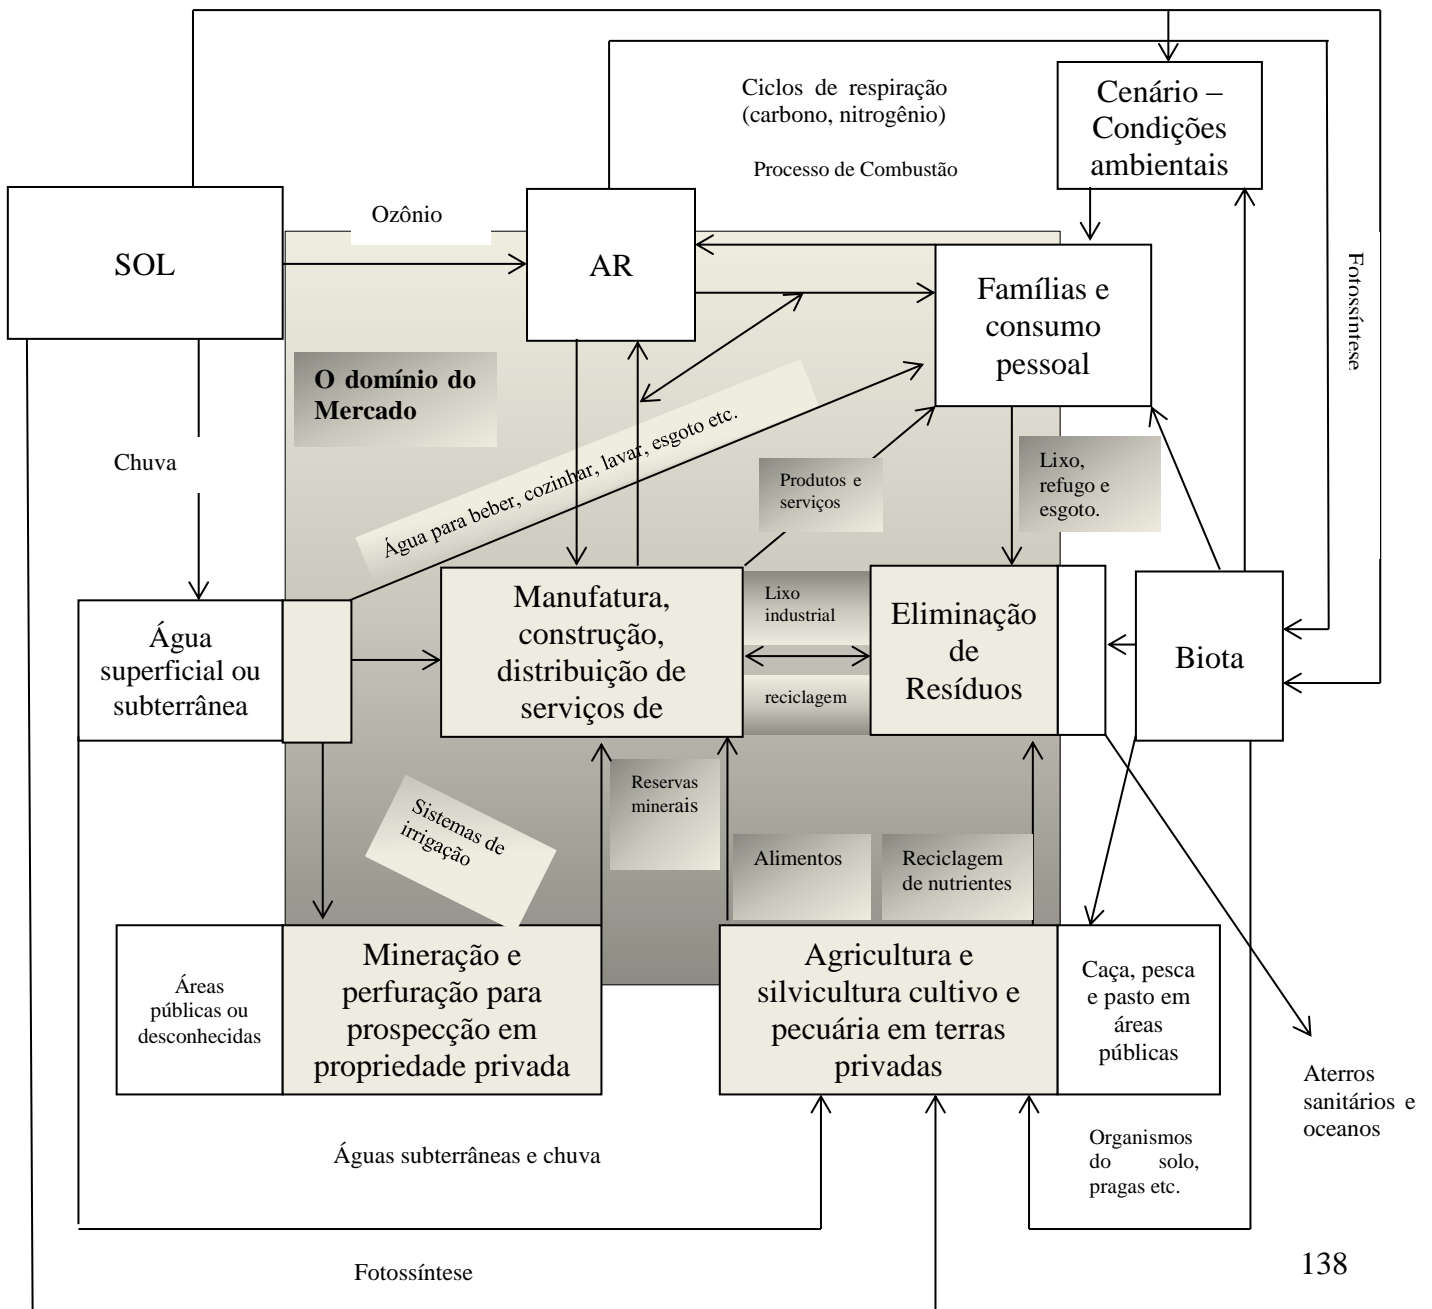 Ciclos de respiração
(carbono, nitrogênio)
Processo de Combustão
Cenário –
Condições
ambientais
Ozônio
SOL
AR
Famílias e
consumo
pessoal
Fotossíntese
O domínio do
Mercado
Chuva
Água para beber, cozinhar, lavar, esgoto etc.
Produtos e
serviços
Lixo,
refugo e
esgoto.
Água
superficial ou
subterrânea
Manufatura,
construção,
distribuição de
serviços de
Lixo
industrial
reciclagem
Eliminação
de
Resíduos
Biota
Sistemas de
irrigação
Reservas
minerais
Alimentos
Reciclagem
de nutrientes
Áreas
públicas ou
desconhecidas
Mineração e
perfuração para
prospecção em
propriedade privada
Agricultura e
silvicultura cultivo e
pecuária em terras
privadas
Caça, pesca
e pasto em
áreas
públicas
Aterros
sanitários e
oceanos
Águas subterrâneas e chuva
Organismos
do solo,
pragas etc.
Fotossíntese
138